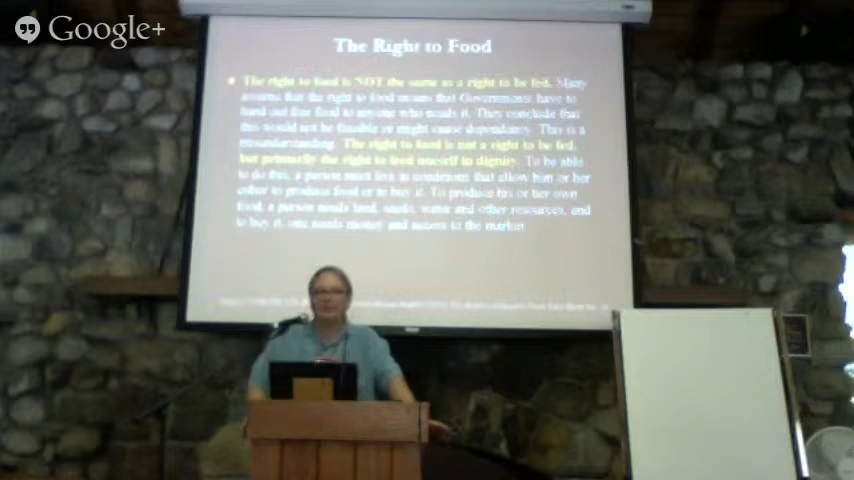 Google+
The Right to Food
The right to food is NOT the same as a right to be fed. Many
assume that the right to food means that Governments have to
hand out free food to anyone who needs it. They conclude that
this would not be feasible or might cause dependency. This is a
misunderstanding. The right to food is not a right to be fed,
but primarily the right to feed oneself in dignity. To be able
to do this, a person must live in conditions that allow him or her
either to produce food or to buy it. To produce his or her own
food, a person needs land, seeds, water and other resources, and
to buy it, one needs money and access to the market.